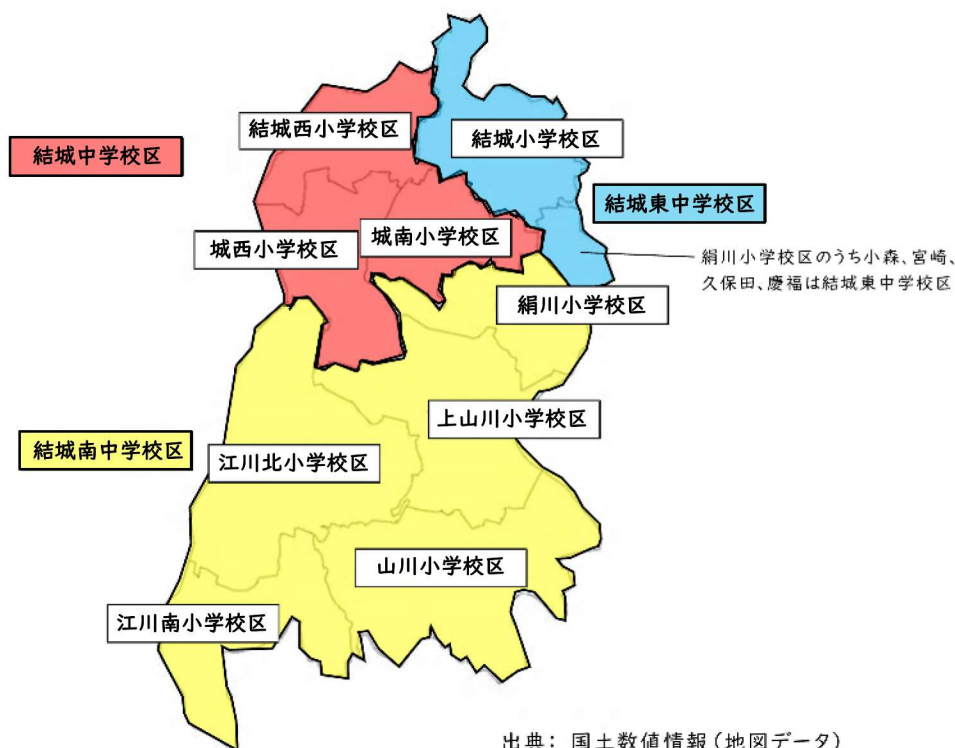 結城西小学校区
結城小学校区
結城中学校区
結城東中学校区
城南小学校区
城西小学校区
絹川小学校区のうち小森、宮崎、
久保田、慶福は結城東中学校区
絹川小学校区
上山川小学校区
結城南中学校区
江川北小学校区
山川小学校区
江川南小学校区
出典: 国土数値情報(地図データ)